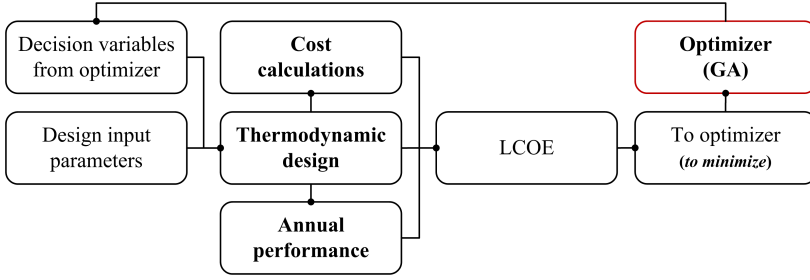 Decision variables
from optimizer
Cost
calculations
Optimizer
(GA)
Design input
parameters
Thermodynamic
design
LCOE
To optimizer
(to minimize)
Annual
performance